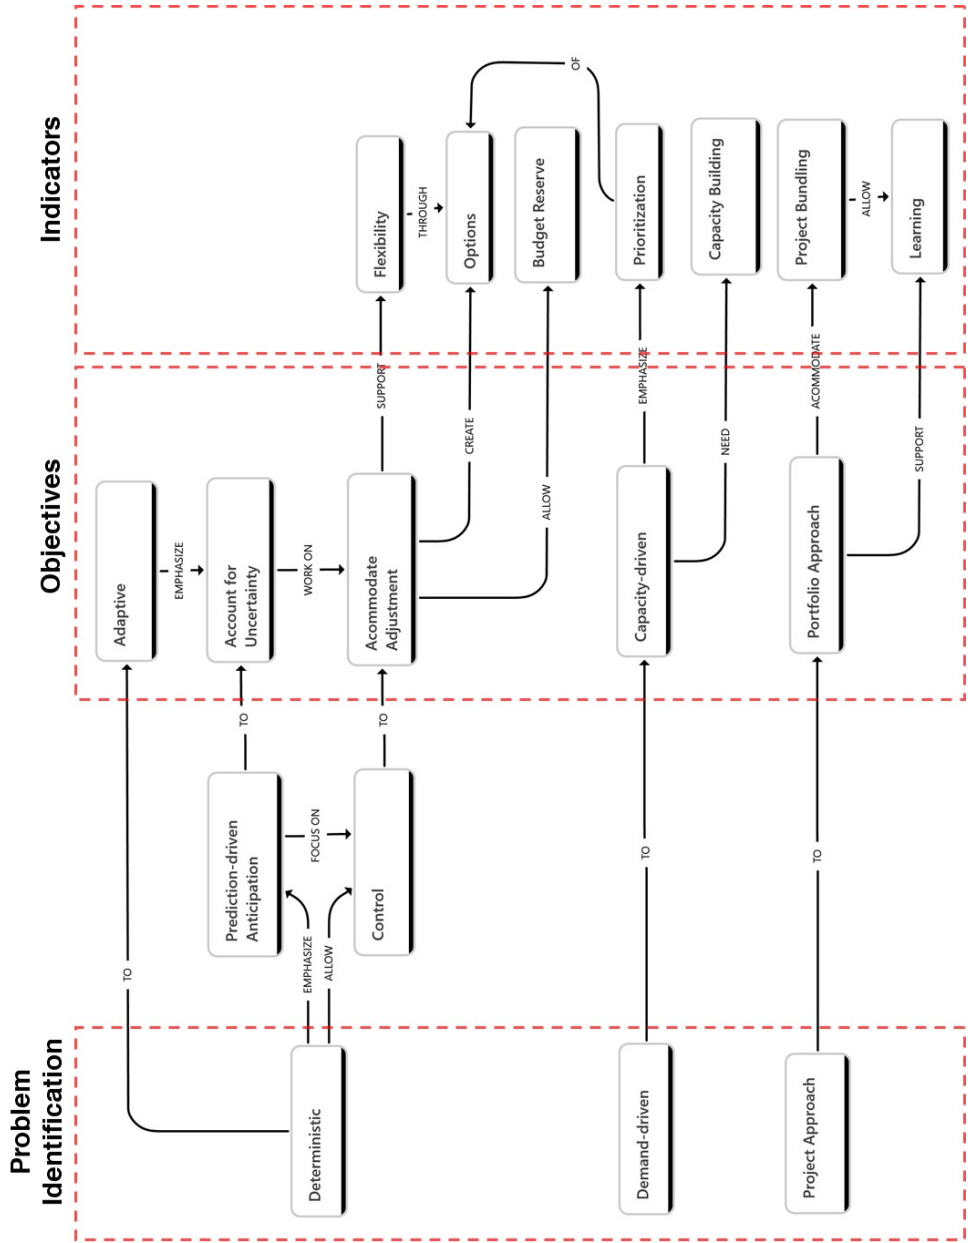 Problem
Identification
Objectives
Indicators
Deterministic
Demand-driven
Project Approach
TO
EMPHASIZE
ALLOW
Prediction-driven
Anticipation
FOCUS ON
Control
TO
TO
TO
TO
Adaptive
EMPHASIZE
Account for
Uncertainty
WORK ON
Acommodate
Adjustment
Capacity-driven
Portfolio Approach
SUPPORT
CREATE
ALLOW
EMPHASIZE
NEED
ACOMMODATE
SUPPORT
Flexibility
THROUGH
Options
OF
Budget Reserve
Prioritization
Capacity Building
Project Bundling
ALLOW
Learning